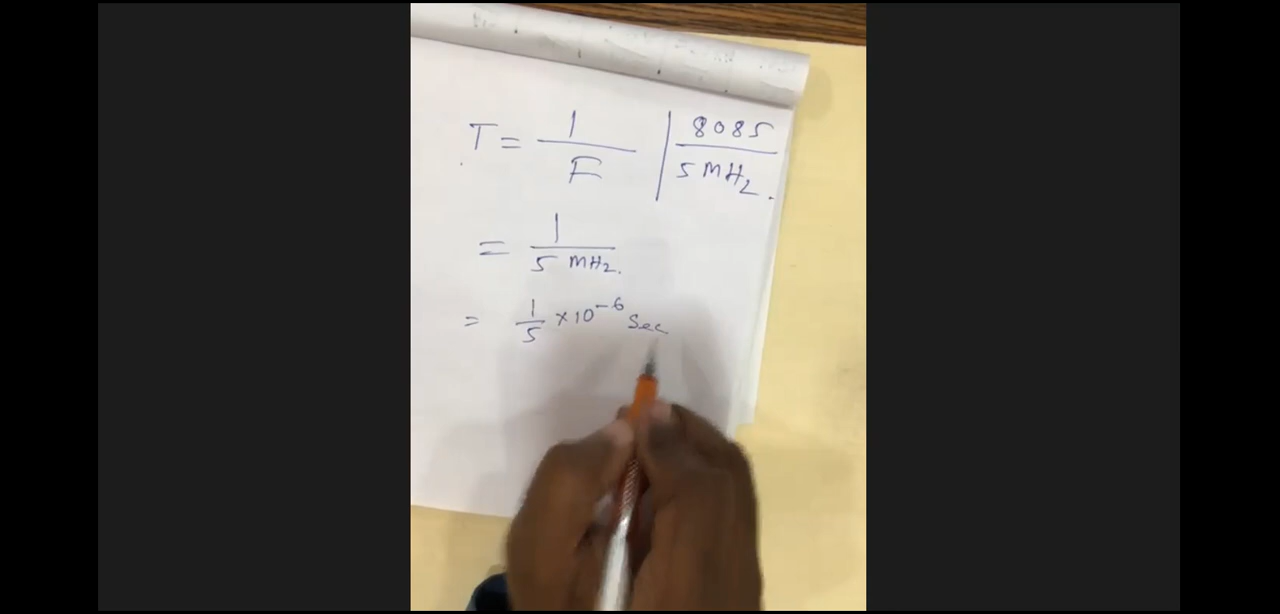 T = 1 / F | 8085 / 5 MHz.
= 1 / 5 MHz.
= 1/5 × 10⁻⁶ Sec